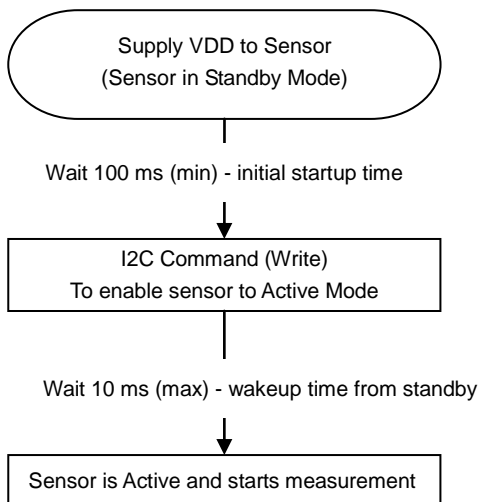 Supply VDD to Sensor
(Sensor in Standby Mode)
Wait 100 ms (min) - initial startup time
I2C Command (Write)
To enable sensor to Active Mode
Wait 10 ms (max) - wakeup time from standby
Sensor is Active and starts measurement